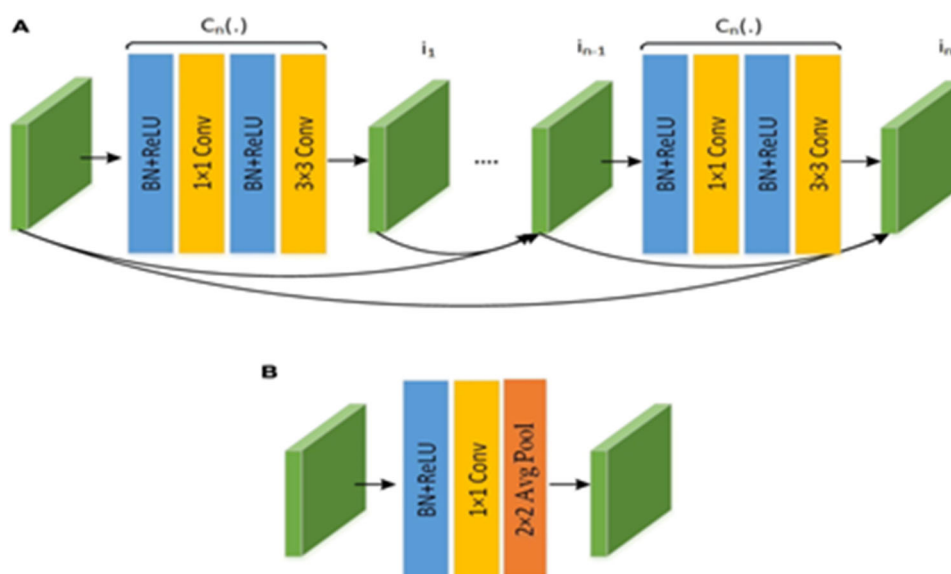 A
Cn(.)
i1
in-1
Cn(.)
in
BN+ReLU
1×1 Conv
BN+ReLU
3×3 Conv
....
BN+ReLU
1×1 Conv
BN+ReLU
3×3 Conv
B
BN+ReLU
1×1 Conv
2×2 Avg Pool